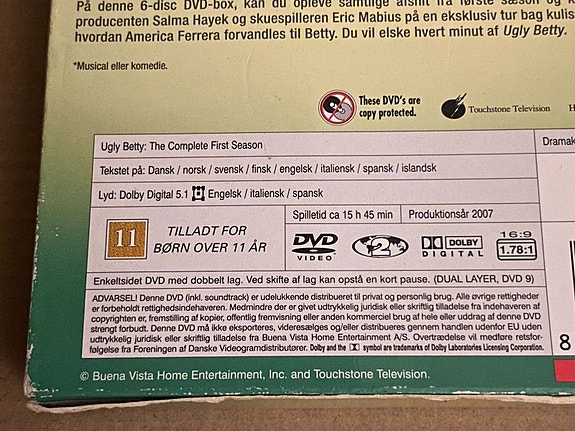 På denne 6-disc DVD-box, kan du opleve samtlige afsnit fra første sæson og
producenten Salma Hayek og skuespilleren Eric Mabius på en eksklusiv tur bag kulis
hvordan America Ferrera forvandles til Betty. Du vil elske hvert minut af Ugly Betty.
*Musical eller komedie.
These DVD's are
copy protected.
Touchstone Television
H
Ugly Betty: The Complete First Season
Dramak
Tekstet på: Dansk / norsk / svensk / finsk / engelsk / italiensk / spansk / islandsk
Lyd: Dolby Digital 5.1 Engelsk / italiensk / spansk
Spilletid ca 15 h 45 min
Produktionsår 2007
11
TILLADT FOR
BØRN OVER 11 ÅR
DVD
VIDEO
2
DOLBY
DIGITAL
16:9
1.78:1
Enkeltsidet DVD med dobbelt lag. Ved skifte af lag kan opstå en kort pause. (DUAL LAYER, DVD 9)
ADVARSEL! Denne DVD (inkl. soundtrack) er udelukkende distribueret til privat og personlig brug. Alle øvrige rettigheder
er forbeholdt rettighedsindehaveren. Medmindre der er givet udtrykkelig juridisk eller skriftlig tilladelse fra indehaveren af
copyrighten er, fremstilling af kopier, offentlig fremvisning eller anden kommerciel brug af hele eller uddrag af denne DVD
strengt forbudt. Denne DVD må ikke eksporteres, videresælges og/eller distribueres gennem handlen udenfor EU uden
udtrykkelig juridisk eller skriftlig tilladelse fra Buena Vista Home Entertainment A/S. Overtrædelse vil medføre retsfor-
følgelse fra Foreningen af Danske Videogramdistributører. Dolby and the symbol are trademarks of Dolby Laboratories Licensing Corporation.
8
© Buena Vista Home Entertainment, Inc. and Touchstone Television.